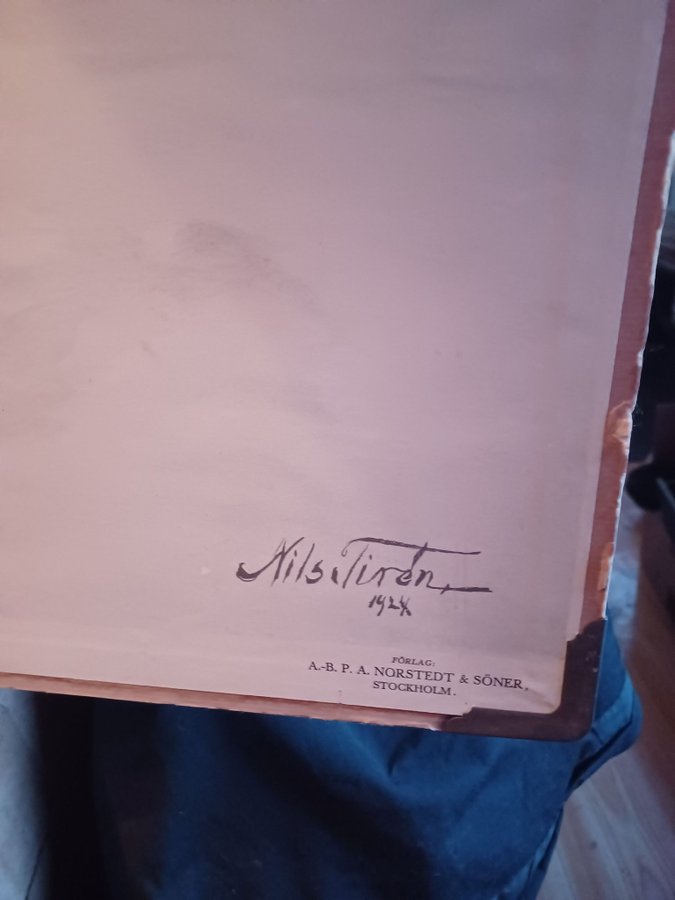 Nils Tirén
1924
FÖRLAG:
A.-B. P. A. NORSTEDT & SÖNER,
STOCKHOLM.